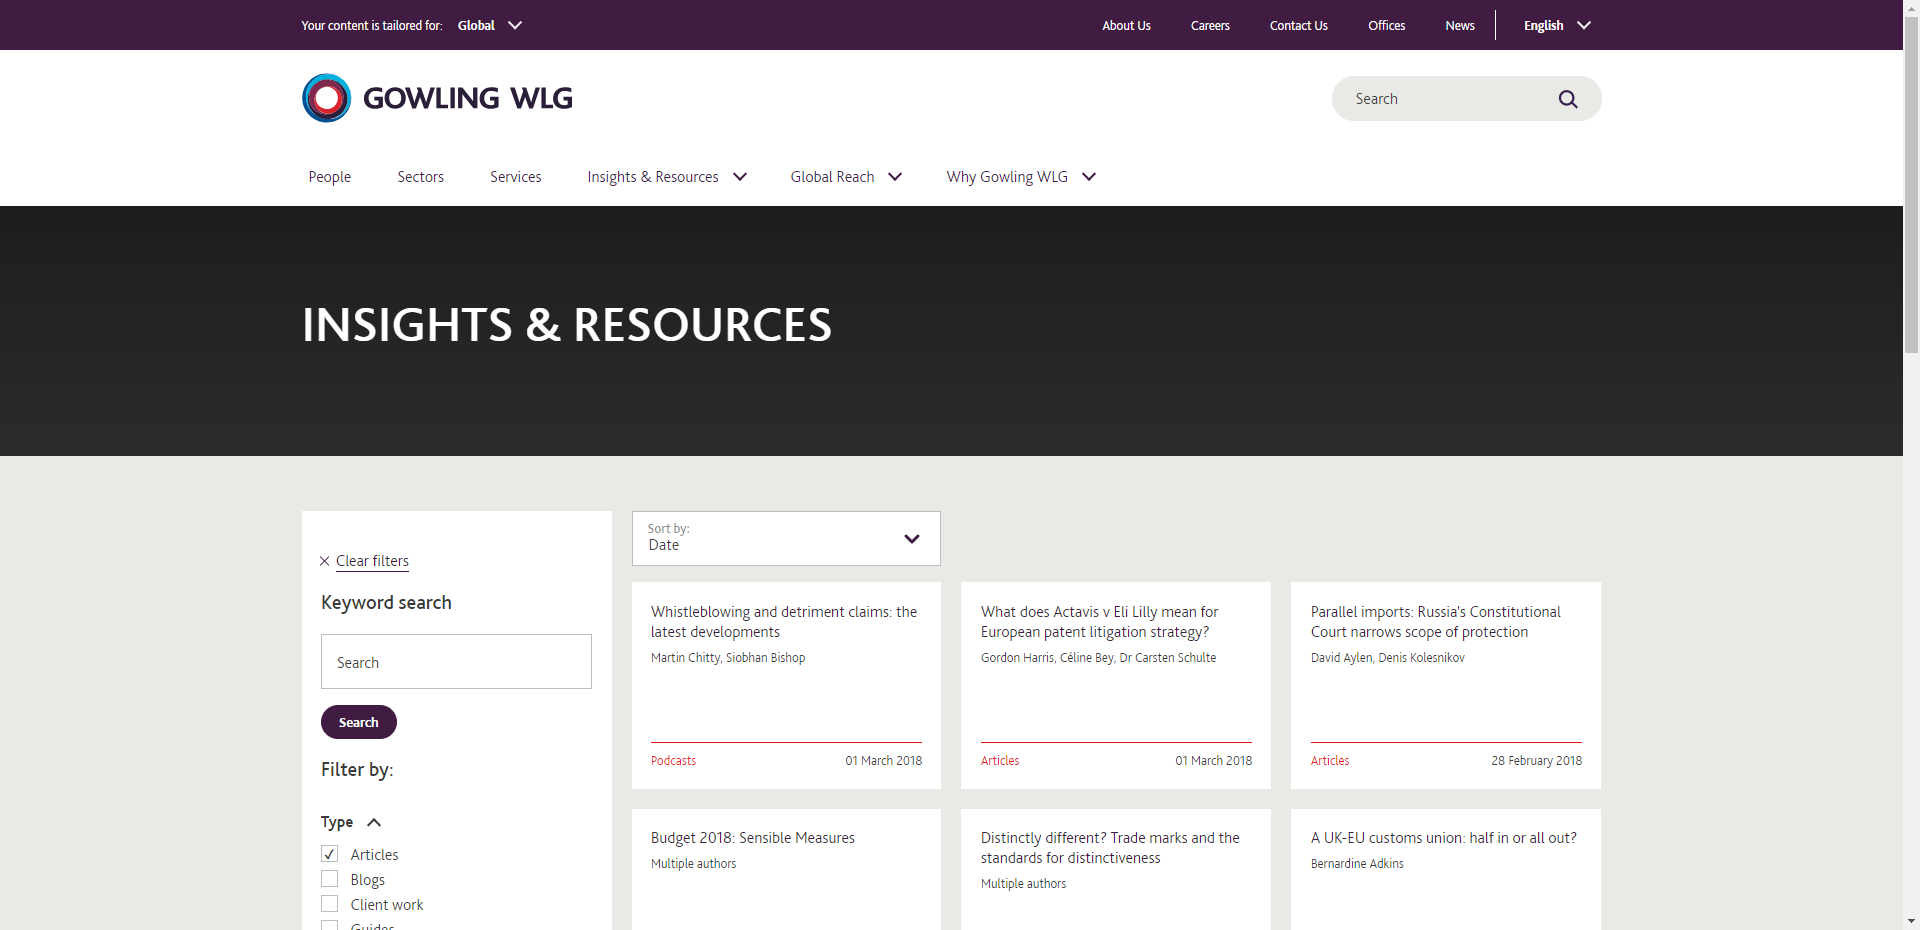 Your content is tailored for: Global
About Us Careers Contact Us Offices News English
GOWLING WLG
Search
People Sectors Services Insights & Resources Global Reach Why Gowling WLG
INSIGHTS & RESOURCES
Clear filters
Keyword search
Search
Search
Filter by:
Type
Articles
Blogs
Client work
Guides
Sort by:
Date
Whistleblowing and detriment claims: the
latest developments
Martin Chitty, Siobhan Bishop
Podcasts 01 March 2018
What does Actavis v Eli Lilly mean for
European patent litigation strategy?
Gordon Harris, Céline Bey, Dr Carsten Schulte
Articles 01 March 2018
Parallel imports: Russia's Constitutional
Court narrows scope of protection
David Aylen, Denis Kolesnikov
Articles 28 February 2018
Budget 2018: Sensible Measures
Multiple authors
Distinctly different? Trade marks and the
standards for distinctiveness
Multiple authors
A UK-EU customs union: half in or all out?
Bernardine Adkins